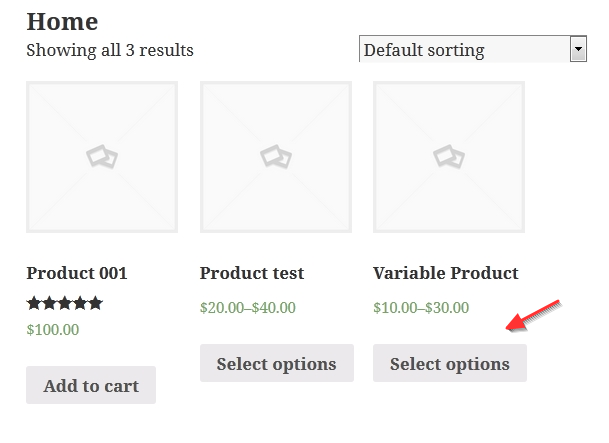 Home
Showing all 3 results
Default sorting
Product 001
$100.00
Add to cart
Product test
$20.00–$40.00
Select options
Variable Product
$10.00–$30.00
Select options